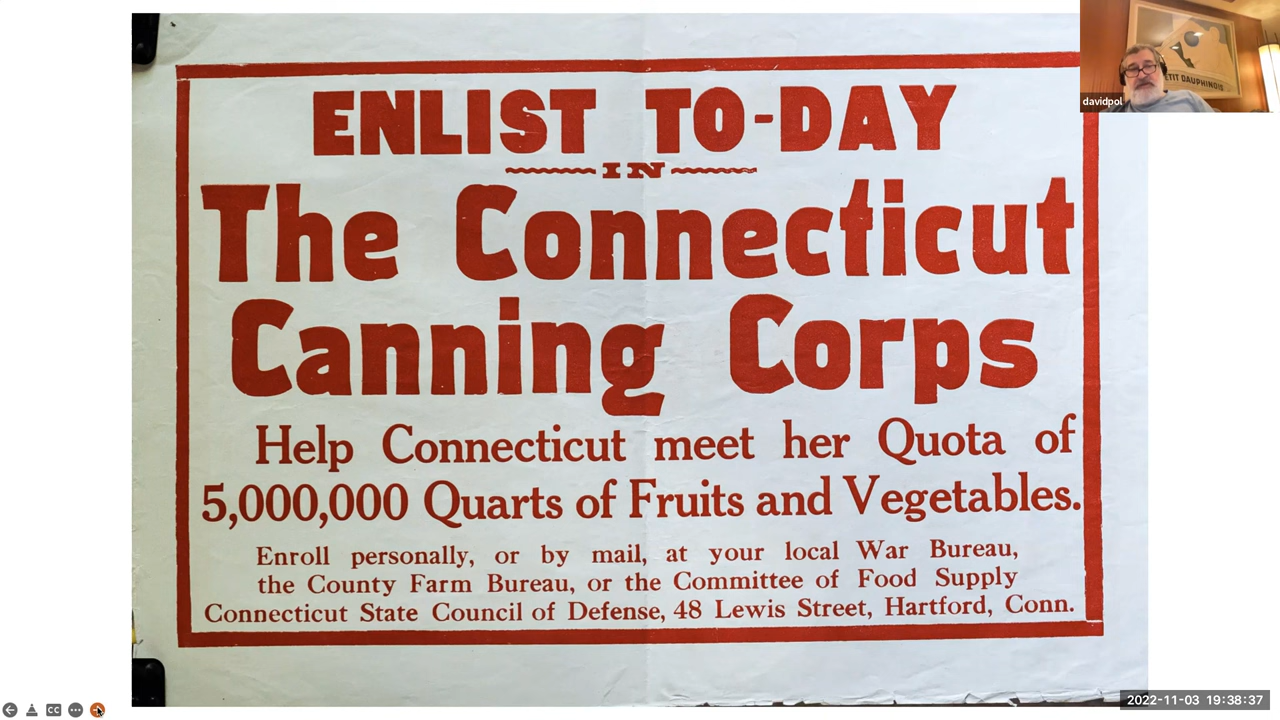 ENLIST TO-DAY
IN
The Connecticut
Canning Corps
Help Connecticut meet her Quota of
5,000,000 Quarts of Fruits and Vegetables.
Enroll personally, or by mail, at your local War Bureau,
the County Farm Bureau, or the Committee of Food Supply
Connecticut State Council of Defense, 48 Lewis Street, Hartford, Conn.
ETIT DAUPHINOIS
davidpol
CC
2022-11-03 19:38:37